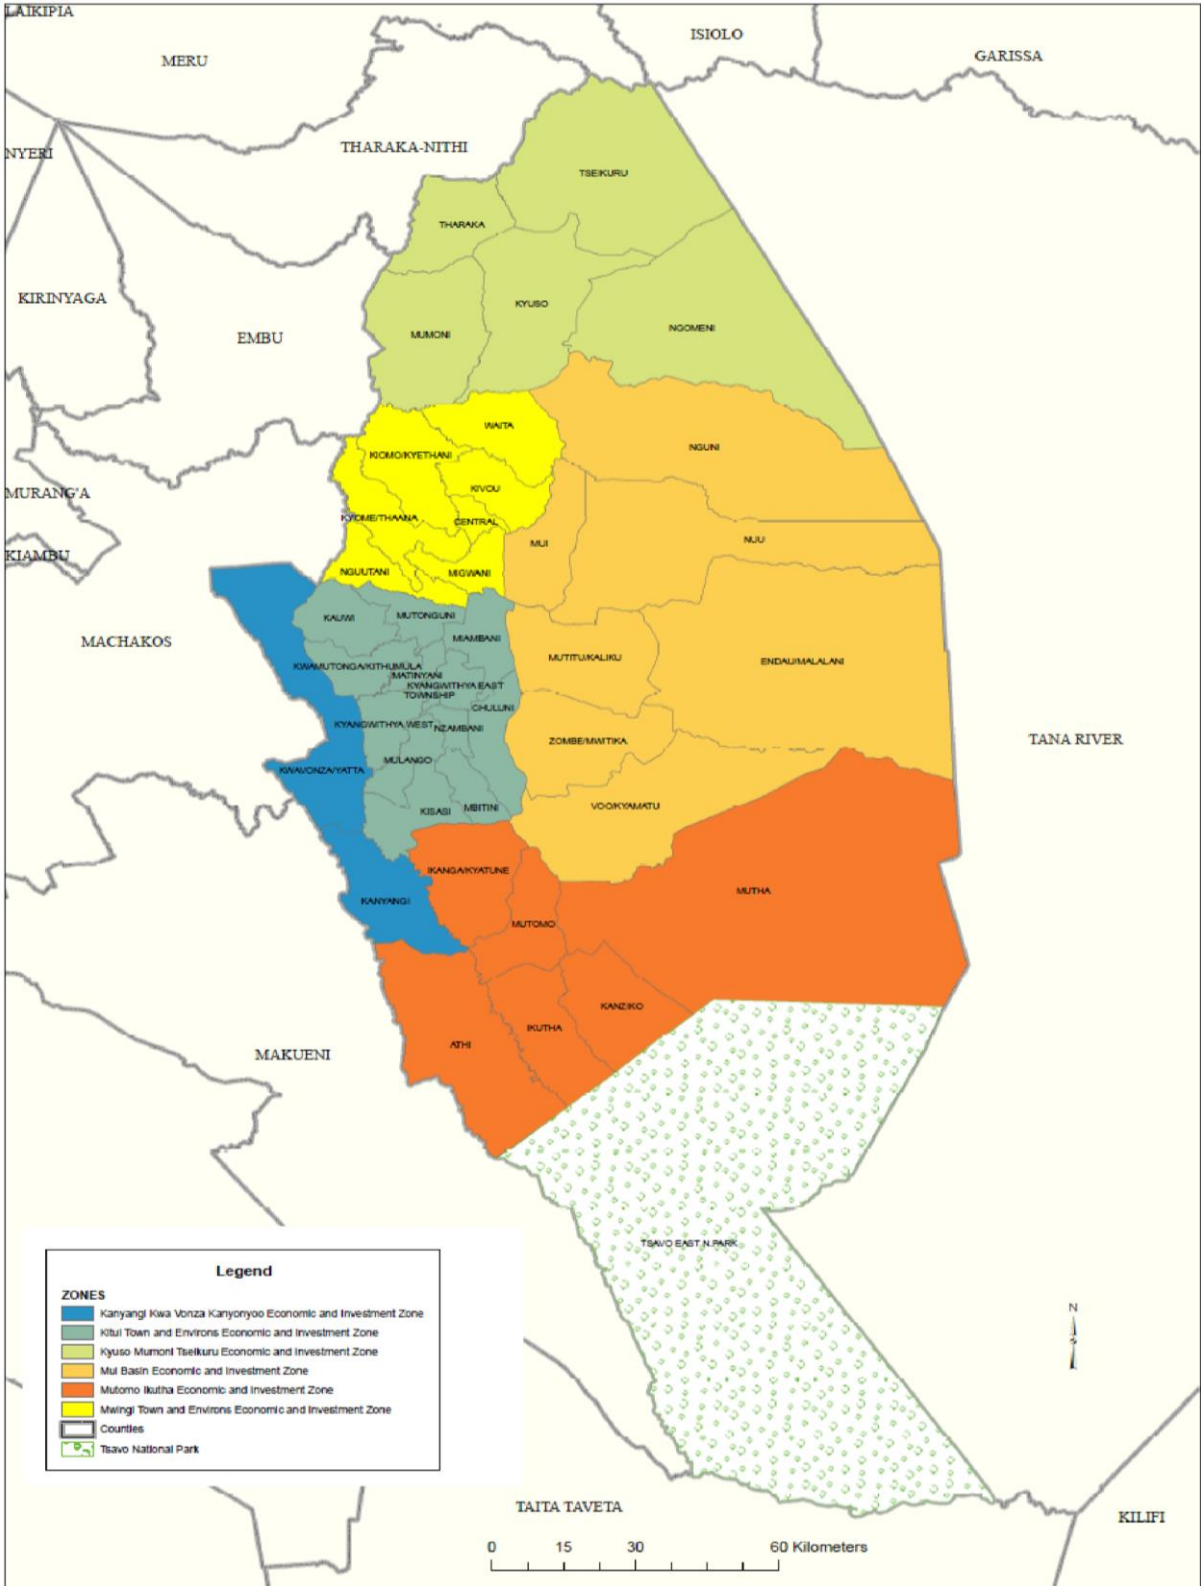 LAIKIPIA
ISIOLO
MERU
GARISSA
THARAKA-NITHI
NYERI
TSEIKURU
THARAKA
KIRINYAGA
KYUSO
NGOMENI
EMBU
MUMONI
WAITA
NGUNI
KIOMO/KYETHANI
KIVOU
MURANG'A
KYOME/THAANA
CENTRAL
MUI
NUU
KIAMBU
NGUUTANI
MIGWANI
KAUWI
MUTONGUNI
MACHAKOS
MIAMBANI
MUTITU/KALIKU
ENDAU/MALALANI
KWAMUTONGA/KITHUMULA
MATINYANI
KYANGWITHYA EAST
TOWNSHIP
CHULUNI
KYANGWITHYA WEST
NZAMBANI
ZOMBE/MWITIKA
TANA RIVER
MULANGO
KWAVONZA/YATTA
VOO/KYAMATU
KISASI
MBITINI
IKANGA/KYATUNE
MUTHA
KANYANGI
MUTOMO
KANZIKO
IKUTHA
ATHI
MAKUENI
TSAVO EAST N.PARK
Legend
ZONES
Kanyangi Kwa Vonza Kanyonyoo Economic and Investment Zone
Kitui Town and Environs Economic and Investment Zone
Kyuso Mumoni Tseikuru Economic and Investment Zone
Mui Basin Economic and Investment Zone
Mutomo Ikutha Economic and Investment Zone
Mwingi Town and Environs Economic and Investment Zone
Counties
Tsavo National Park
N
TAITA TAVETA
KILIFI
0 15 30 60 Kilometers